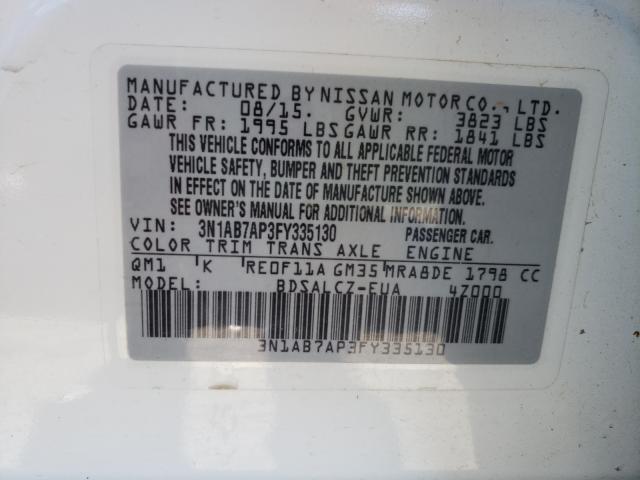 MANUFACTURED BY NISSAN MOTOR CO., LTD.
DATE: 08/15. GVWR: 3823 LBS
GAWR FR: 1995 LBS GAWR RR: 1841 LBS
THIS VEHICLE CONFORMS TO ALL APPLICABLE FEDERAL MOTOR
VEHICLE SAFETY, BUMPER AND THEFT PREVENTION STANDARDS
IN EFFECT ON THE DATE OF MANUFACTURE SHOWN ABOVE.
SEE OWNER'S MANUAL FOR ADDITIONAL INFORMATION.
VIN: 3N1AB7AP3FY335130 PASSENGER CAR.
COLOR TRIM TRANS AXLE ENGINE
QM1 K RE0F11A GM35 MRA8DE 1798 CC
MODEL: BDSALCZ-EUA 4Z000
3N1AB7AP3FY335130